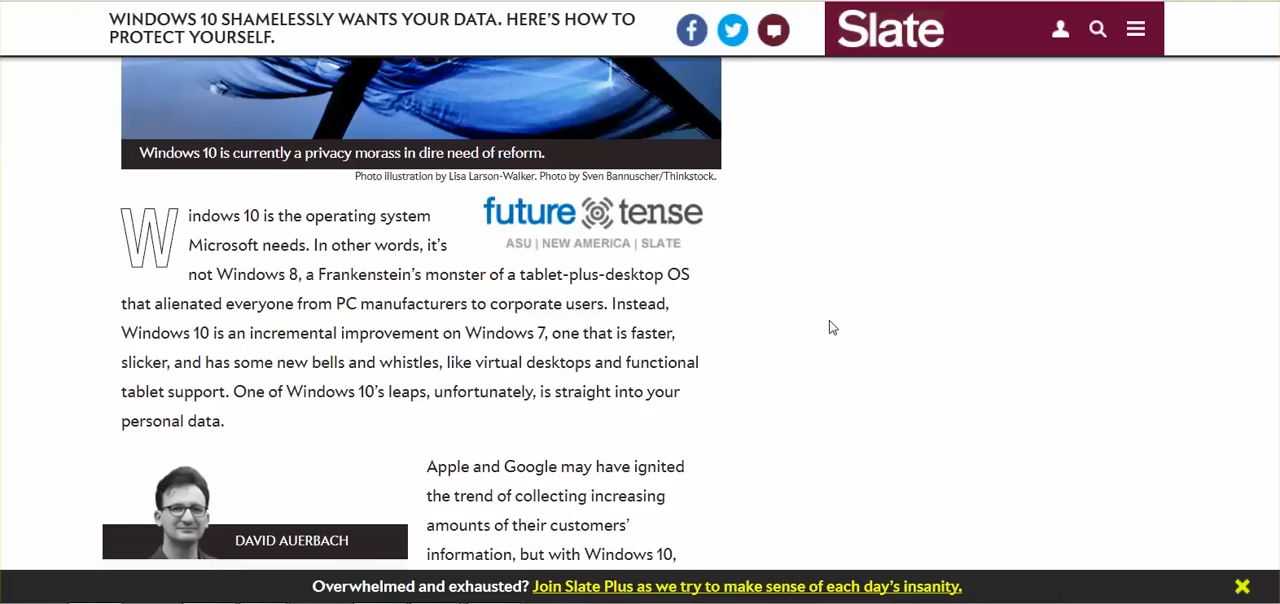 WINDOWS 10 SHAMELESSLY WANTS YOUR DATA. HERE'S HOW TO
PROTECT YOURSELF.
Slate
Windows 10 is currently a privacy morass in dire need of reform.
Photo illustration by Lisa Larson-Walker. Photo by Sven Bannuscher/Thinkstock.
future tense
ASU | NEW AMERICA | SLATE
Windows 10 is the operating system
Microsoft needs. In other words, it's
not Windows 8, a Frankenstein's monster of a tablet-plus-desktop OS
that alienated everyone from PC manufacturers to corporate users. Instead,
Windows 10 is an incremental improvement on Windows 7, one that is faster,
slicker, and has some new bells and whistles, like virtual desktops and functional
tablet support. One of Windows 10's leaps, unfortunately, is straight into your
personal data.
DAVID AUERBACH
Apple and Google may have ignited
the trend of collecting increasing
amounts of their customers'
information, but with Windows 10,
Overwhelmed and exhausted? Join Slate Plus as we try to make sense of each day's insanity.